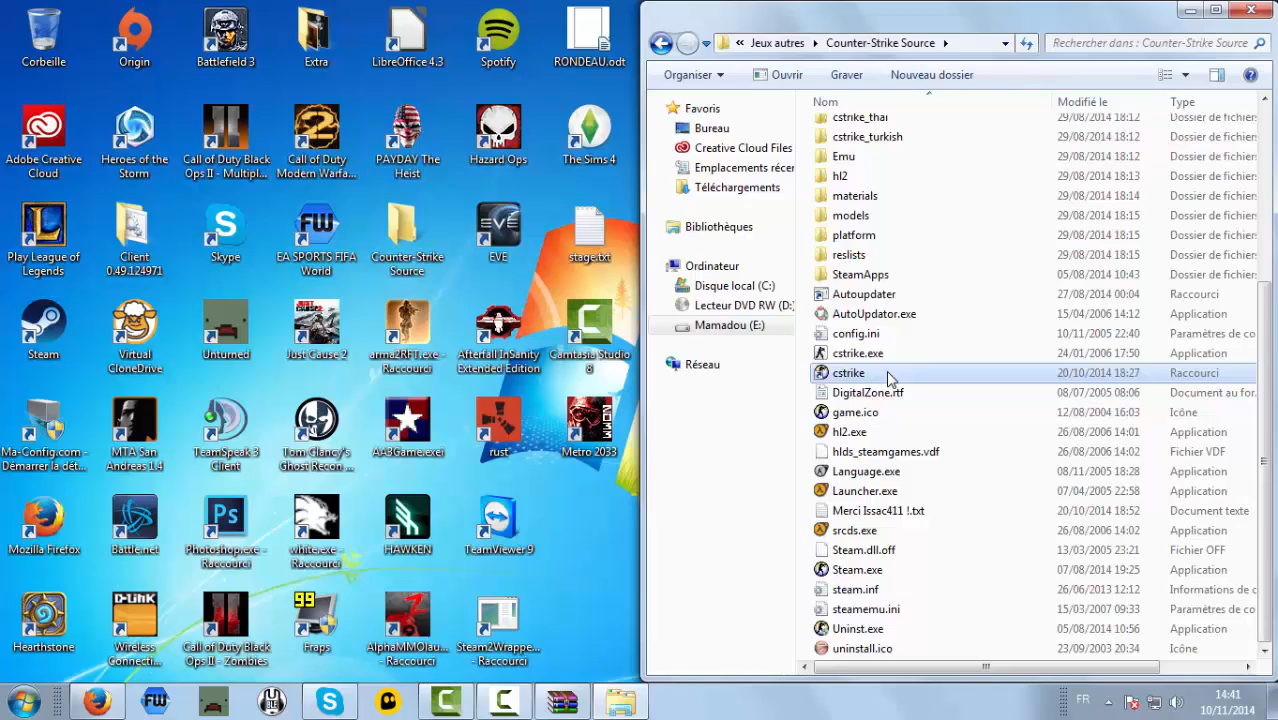 Corbeille
Origin
Battlefield 3
Extra
LibreOffice 4.3
Spotify
RONDEAU.odt
Adobe Creative
Cloud
Heroes of the
Storm
Call of Duty Black
Ops II - Multipl...
Call of Duty
Modern Warfa...
PAYDAY The
Heist
Hazard Ops
The Sims 4
Play League of
Legends
Client
0.49.124971
Skype
EA SPORTS FIFA
World
Counter-Strike
Source
EVE
stage.txt
Steam
Virtual
CloneDrive
Unturned
Just Cause 2
arma2RFT.exe -
Raccourci
Afterfall InSanity
Extended Edition
Camtasia Studio
8
Ma-Config.com -
Démarrer la dét...
MTA San
Andreas 1.4
TeamSpeak 3
Client
Tom Clancy's
Ghost Recon ...
AA3Game.exei
rust
Metro 2033
Mozilla Firefox
Battle.net
Photoshop.exe -
Raccourci
white.exe -
Raccourci
HAWKEN
TeamViewer 9
Hearthstone
Wireless
Connecti...
Call of Duty Black
Ops II - Zombies
99
Fraps
AlphaMMOlau...
- Raccourci
Steam2Wrappe...
- Raccourci
« Jeux autres Counter-Strike Source
Rechercher dans : Counter-Strike Source
Organiser Ouvrir Graver Nouveau dossier
Favoris
Bureau
Creative Cloud Files
Emplacements récer
Téléchargements
Bibliothèques
Ordinateur
Disque local (C:)
Lecteur DVD RW (D:)
Mamadou (E:)
Réseau
Nom Modifié le Type
cstrike_thai 29/08/2014 18:12 Dossier de fichiers
cstrike_turkish 29/08/2014 18:12 Dossier de fichiers
Emu 29/08/2014 18:12 Dossier de fichiers
hl2 29/08/2014 18:13 Dossier de fichiers
materials 29/08/2014 18:14 Dossier de fichiers
models 29/08/2014 18:15 Dossier de fichiers
platform 29/08/2014 18:15 Dossier de fichiers
reslists 29/08/2014 18:15 Dossier de fichiers
SteamApps 05/08/2014 10:43 Dossier de fichiers
Autoupdater 27/08/2014 00:04 Raccourci
AutoUpdator.exe 15/04/2006 14:12 Application
config.ini 10/11/2005 22:40 Paramètres de co
cstrike.exe 24/01/2006 17:50 Application
cstrike 20/10/2014 18:27 Raccourci
DigitalZone.rtf 08/07/2005 08:06 Document au for.
game.ico 12/08/2004 16:03 Icône
hl2.exe 26/08/2006 14:01 Application
hlds_steamgames.vdf 26/08/2006 14:02 Fichier VDF
Language.exe 08/11/2005 18:28 Application
Launcher.exe 07/04/2005 22:58 Application
Merci Issac411 !.txt 20/10/2014 18:52 Document texte
srcds.exe 26/08/2006 14:02 Application
Steam.dll.off 13/03/2005 23:21 Fichier OFF
Steam.exe 20/08/2006 19:20 Application
steam.inf 26/06/2013 12:12 Informations de c
steamemu.ini 15/03/2007 09:33 Paramètres de co
Uninst.exe 05/08/2014 10:56 Application
uninstall.ico 23/09/2003 20:34 Icône
FR
14:41
10/11/2014